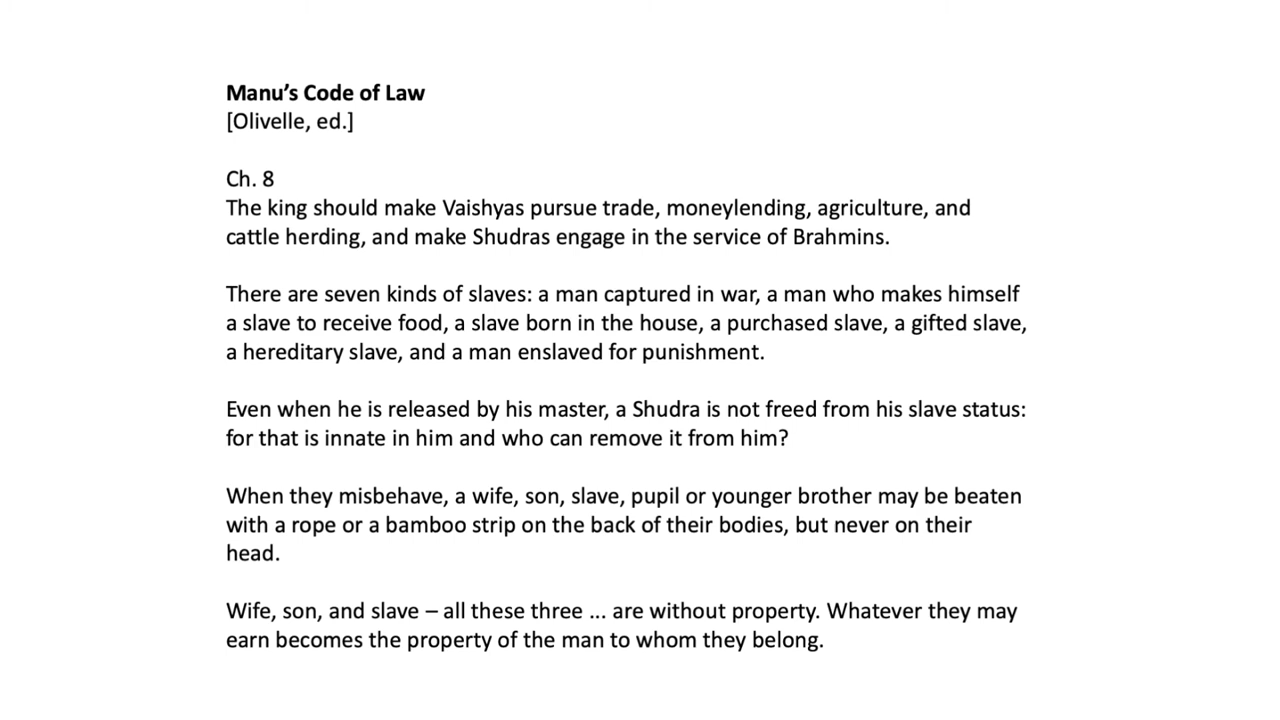 Manu’s Code of Law
[Olivelle, ed.]
Ch. 8
The king should make Vaishyas pursue trade, moneylending, agriculture, and
cattle herding, and make Shudras engage in the service of Brahmins.
There are seven kinds of slaves: a man captured in war, a man who makes himself
a slave to receive food, a slave born in the house, a purchased slave, a gifted slave,
a hereditary slave, and a man enslaved for punishment.
Even when he is released by his master, a Shudra is not freed from his slave status:
for that is innate in him and who can remove it from him?
When they misbehave, a wife, son, slave, pupil or younger brother may be beaten
with a rope or a bamboo strip on the back of their bodies, but never on their
head.
Wife, son, and slave – all these three ... are without property. Whatever they may
earn becomes the property of the man to whom they belong.